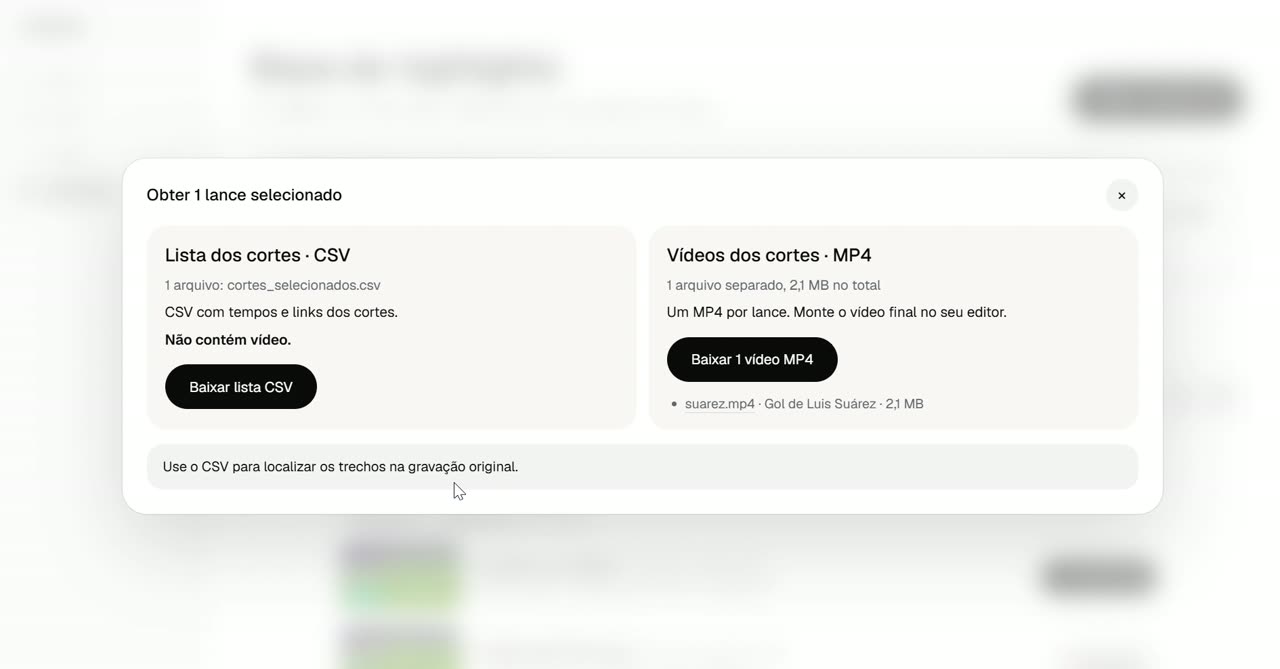 Obter 1 lance selecionado
×
Lista dos cortes · CSV
1 arquivo: cortes_selecionados.csv
CSV com tempos e links dos cortes.
Não contém vídeo.
Baixar lista CSV
Vídeos dos cortes · MP4
1 arquivo separado, 2,1 MB no total
Um MP4 por lance. Monte o vídeo final no seu editor.
Baixar 1 vídeo MP4
• suarez.mp4 · Gol de Luis Suárez · 2,1 MB
Use o CSV para localizar os trechos na gravação original.